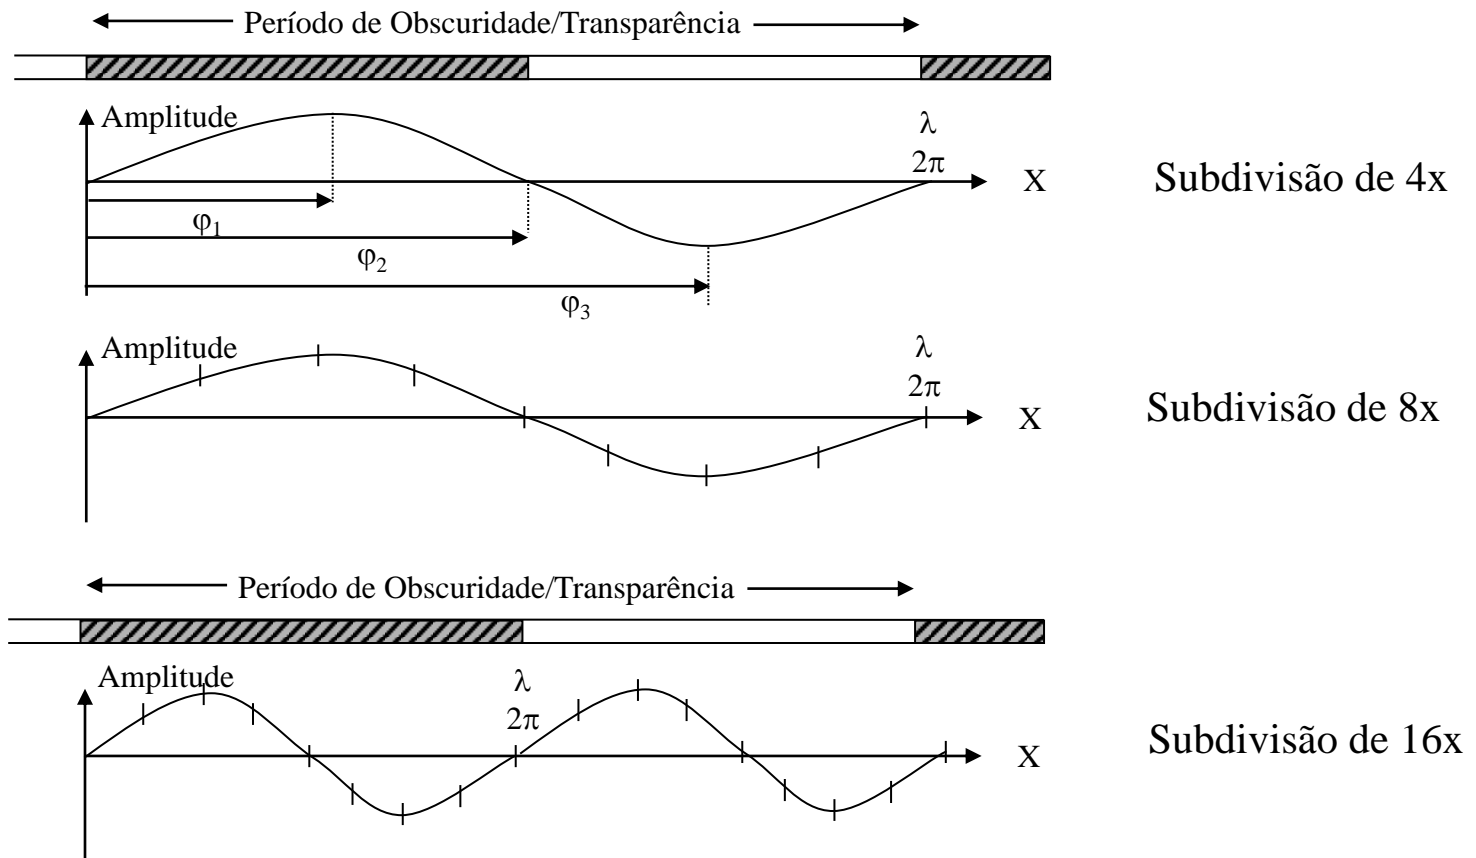 Período de Obscuridade/Transparência
Amplitude
λ
2π
X
Subdivisão de 4x
φ1
φ2
φ3
Amplitude
λ
2π
X
Subdivisão de 8x
Período de Obscuridade/Transparência
Amplitude
λ
2π
X
Subdivisão de 16x